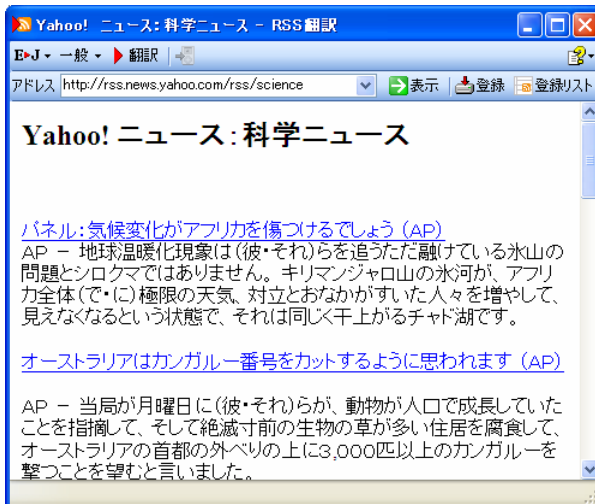 Yahoo! ニュース:科学ニュース - RSS翻訳
E▶J 一般 ▶ 翻訳
アドレス http://rss.news.yahoo.com/rss/science 表示 登録 登録リスト
Yahoo! ニュース:科学ニュース
パネル:気候変化がアフリカを傷つけるでしょう (AP)
AP - 地球温暖化現象は(彼・それ)らを追うただ融けている氷山の
問題とシロクマではありません。キリマンジャロ山の氷河が、アフリ
カ全体(で・に)極限の天気、対立とおなかがすいた人々を増やして、
見えなくなるという状態で、それは同じく干上がるチャド湖です。
オーストラリアはカンガルー番号をカットするように思われます (AP)
AP - 当局が月曜日に(彼・それ)らが、動物が人口で成長していた
ことを指摘して、そして絶滅寸前の生物の草が多い住居を腐食して、
オーストラリアの首都の外べりの上に3,000匹以上のカンガルーを
撃つことを望むと言いました。